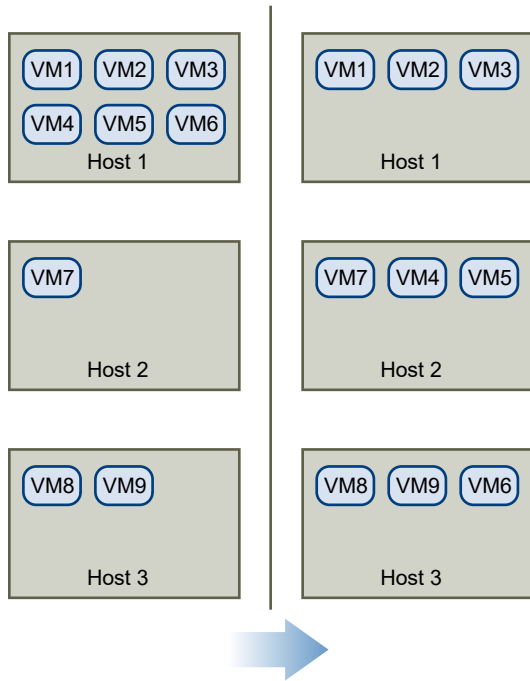 VM1 VM2 VM3
VM4 VM5 VM6
Host 1
VM7
Host 2
VM8 VM9
Host 3
VM1 VM2 VM3
Host 1
VM7 VM4 VM5
Host 2
VM8 VM9 VM6
Host 3